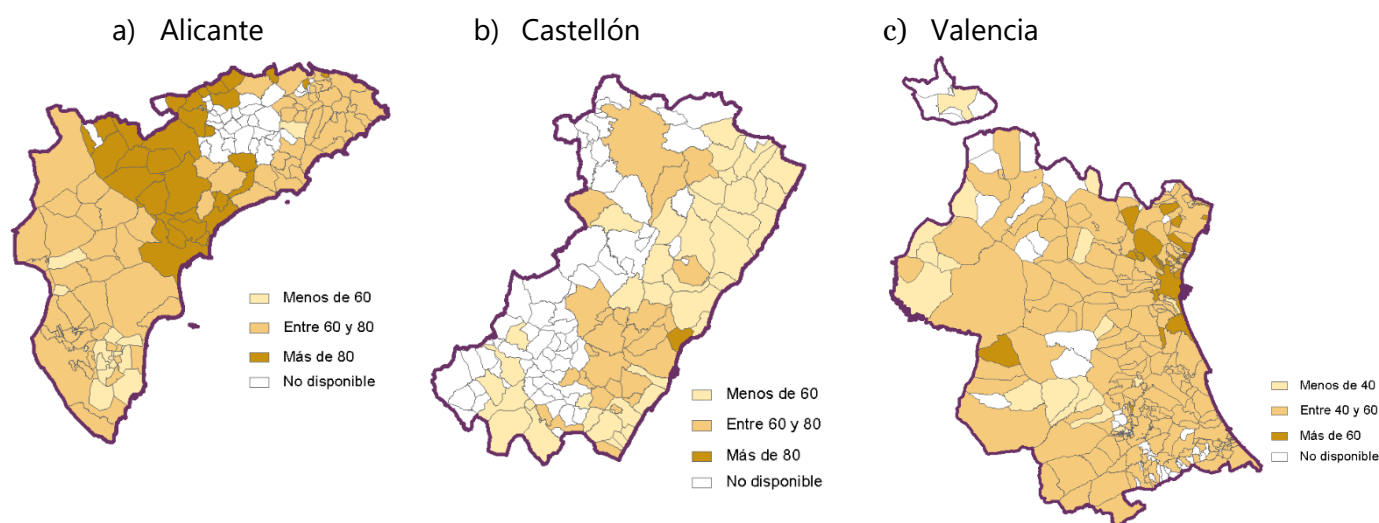 a) Alicante
b) Castellón
c) Valencia
Menos de 60
Entre 60 y 80
Más de 80
No disponible
Menos de 60
Entre 60 y 80
Más de 80
No disponible
Menos de 40
Entre 40 y 60
Más de 60
No disponible